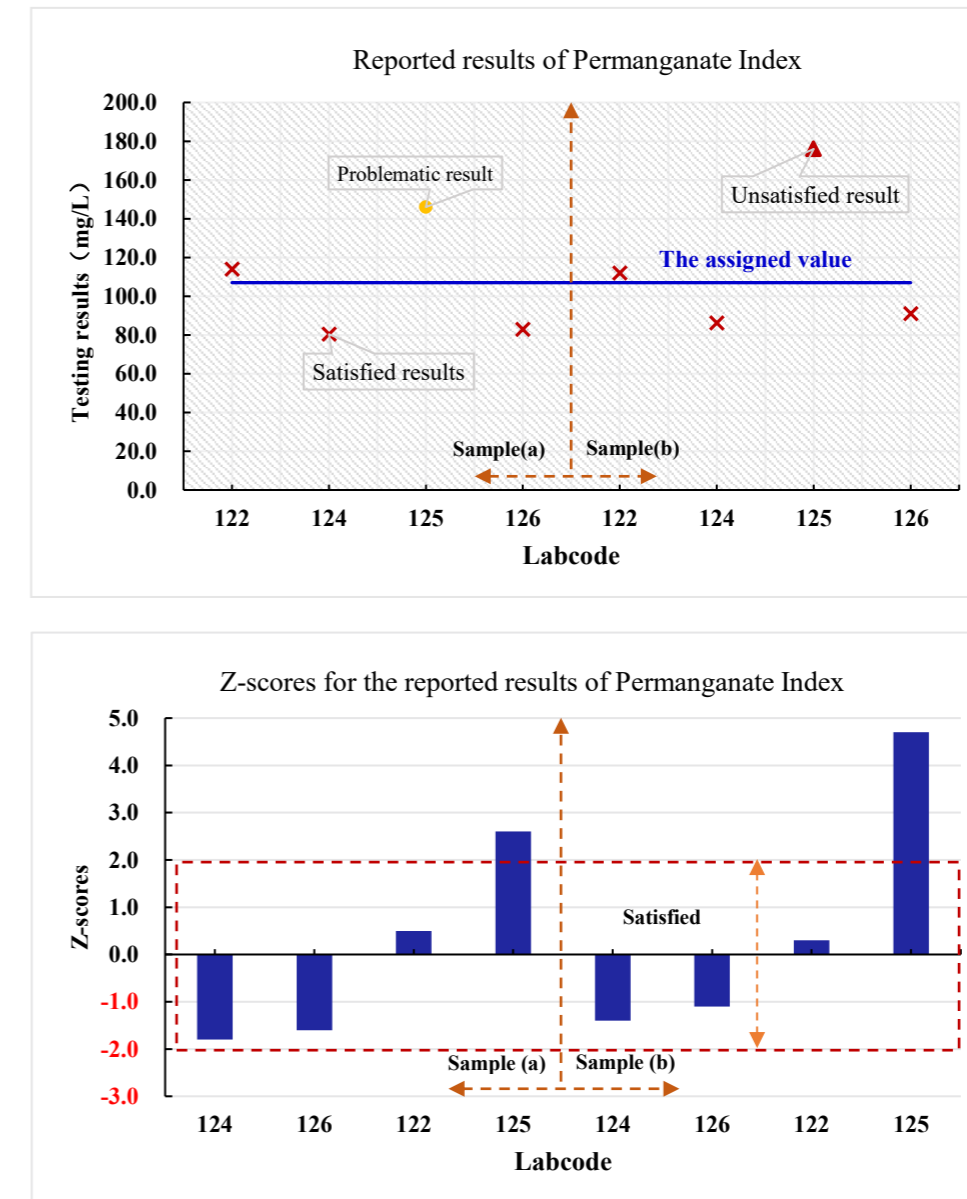 Reported results of Permanganate Index
200.0
180.0
160.0
140.0
120.0
100.0
80.0
60.0
40.0
20.0
0.0
Testing results（mg/L）
Problematic result
Unsatisfied result
The assigned value
Satisfied results
Sample(a) Sample(b)
122 124 125 126 122 124 125 126
Labcode
Z-scores for the reported results of Permanganate Index
5.0
4.0
3.0
2.0
1.0
0.0
-1.0
-2.0
-3.0
Z-scores
Satisfied
Sample (a) Sample (b)
124 126 122 125 124 126 122 125
Labcode